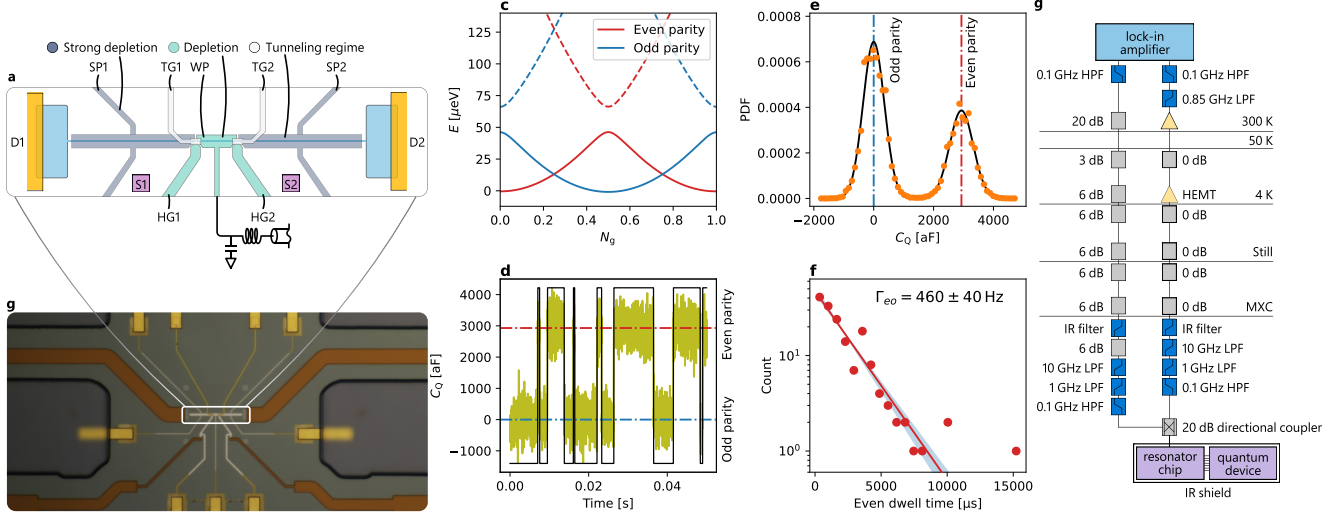 Strong depletion
Depletion
Tunneling regime
a
SP1
TG1
WP
TG2
SP2
D1
D2
S1
S2
HG1
HG2
g
c
Even parity
Odd parity
E [μeV]
125
100
75
50
25
0
0.0
0.2
0.4
0.6
0.8
1.0
N_g
d
C_Q [aF]
4000
3000
2000
1000
0
−1000
0.00
0.02
0.04
Time [s]
Even parity
Odd parity
e
PDF
0.0008
0.0006
0.0004
0.0002
0.0000
−2000
0
2000
4000
C_Q [aF]
Odd parity
Even parity
f
Γ_eo = 460 ± 40 Hz
Count
10^1
10^0
0
5000
10000
15000
Even dwell time [μs]
g
lock-in
amplifier
0.1 GHz HPF
0.1 GHz HPF
0.85 GHz LPF
20 dB
300 K
50 K
3 dB
0 dB
6 dB
HEMT
4 K
6 dB
0 dB
6 dB
0 dB
Still
6 dB
0 dB
6 dB
0 dB
MXC
IR filter
IR filter
6 dB
10 GHz LPF
10 GHz LPF
1 GHz LPF
1 GHz LPF
0.1 GHz HPF
0.1 GHz HPF
20 dB directional coupler
resonator
chip
quantum
device
IR shield